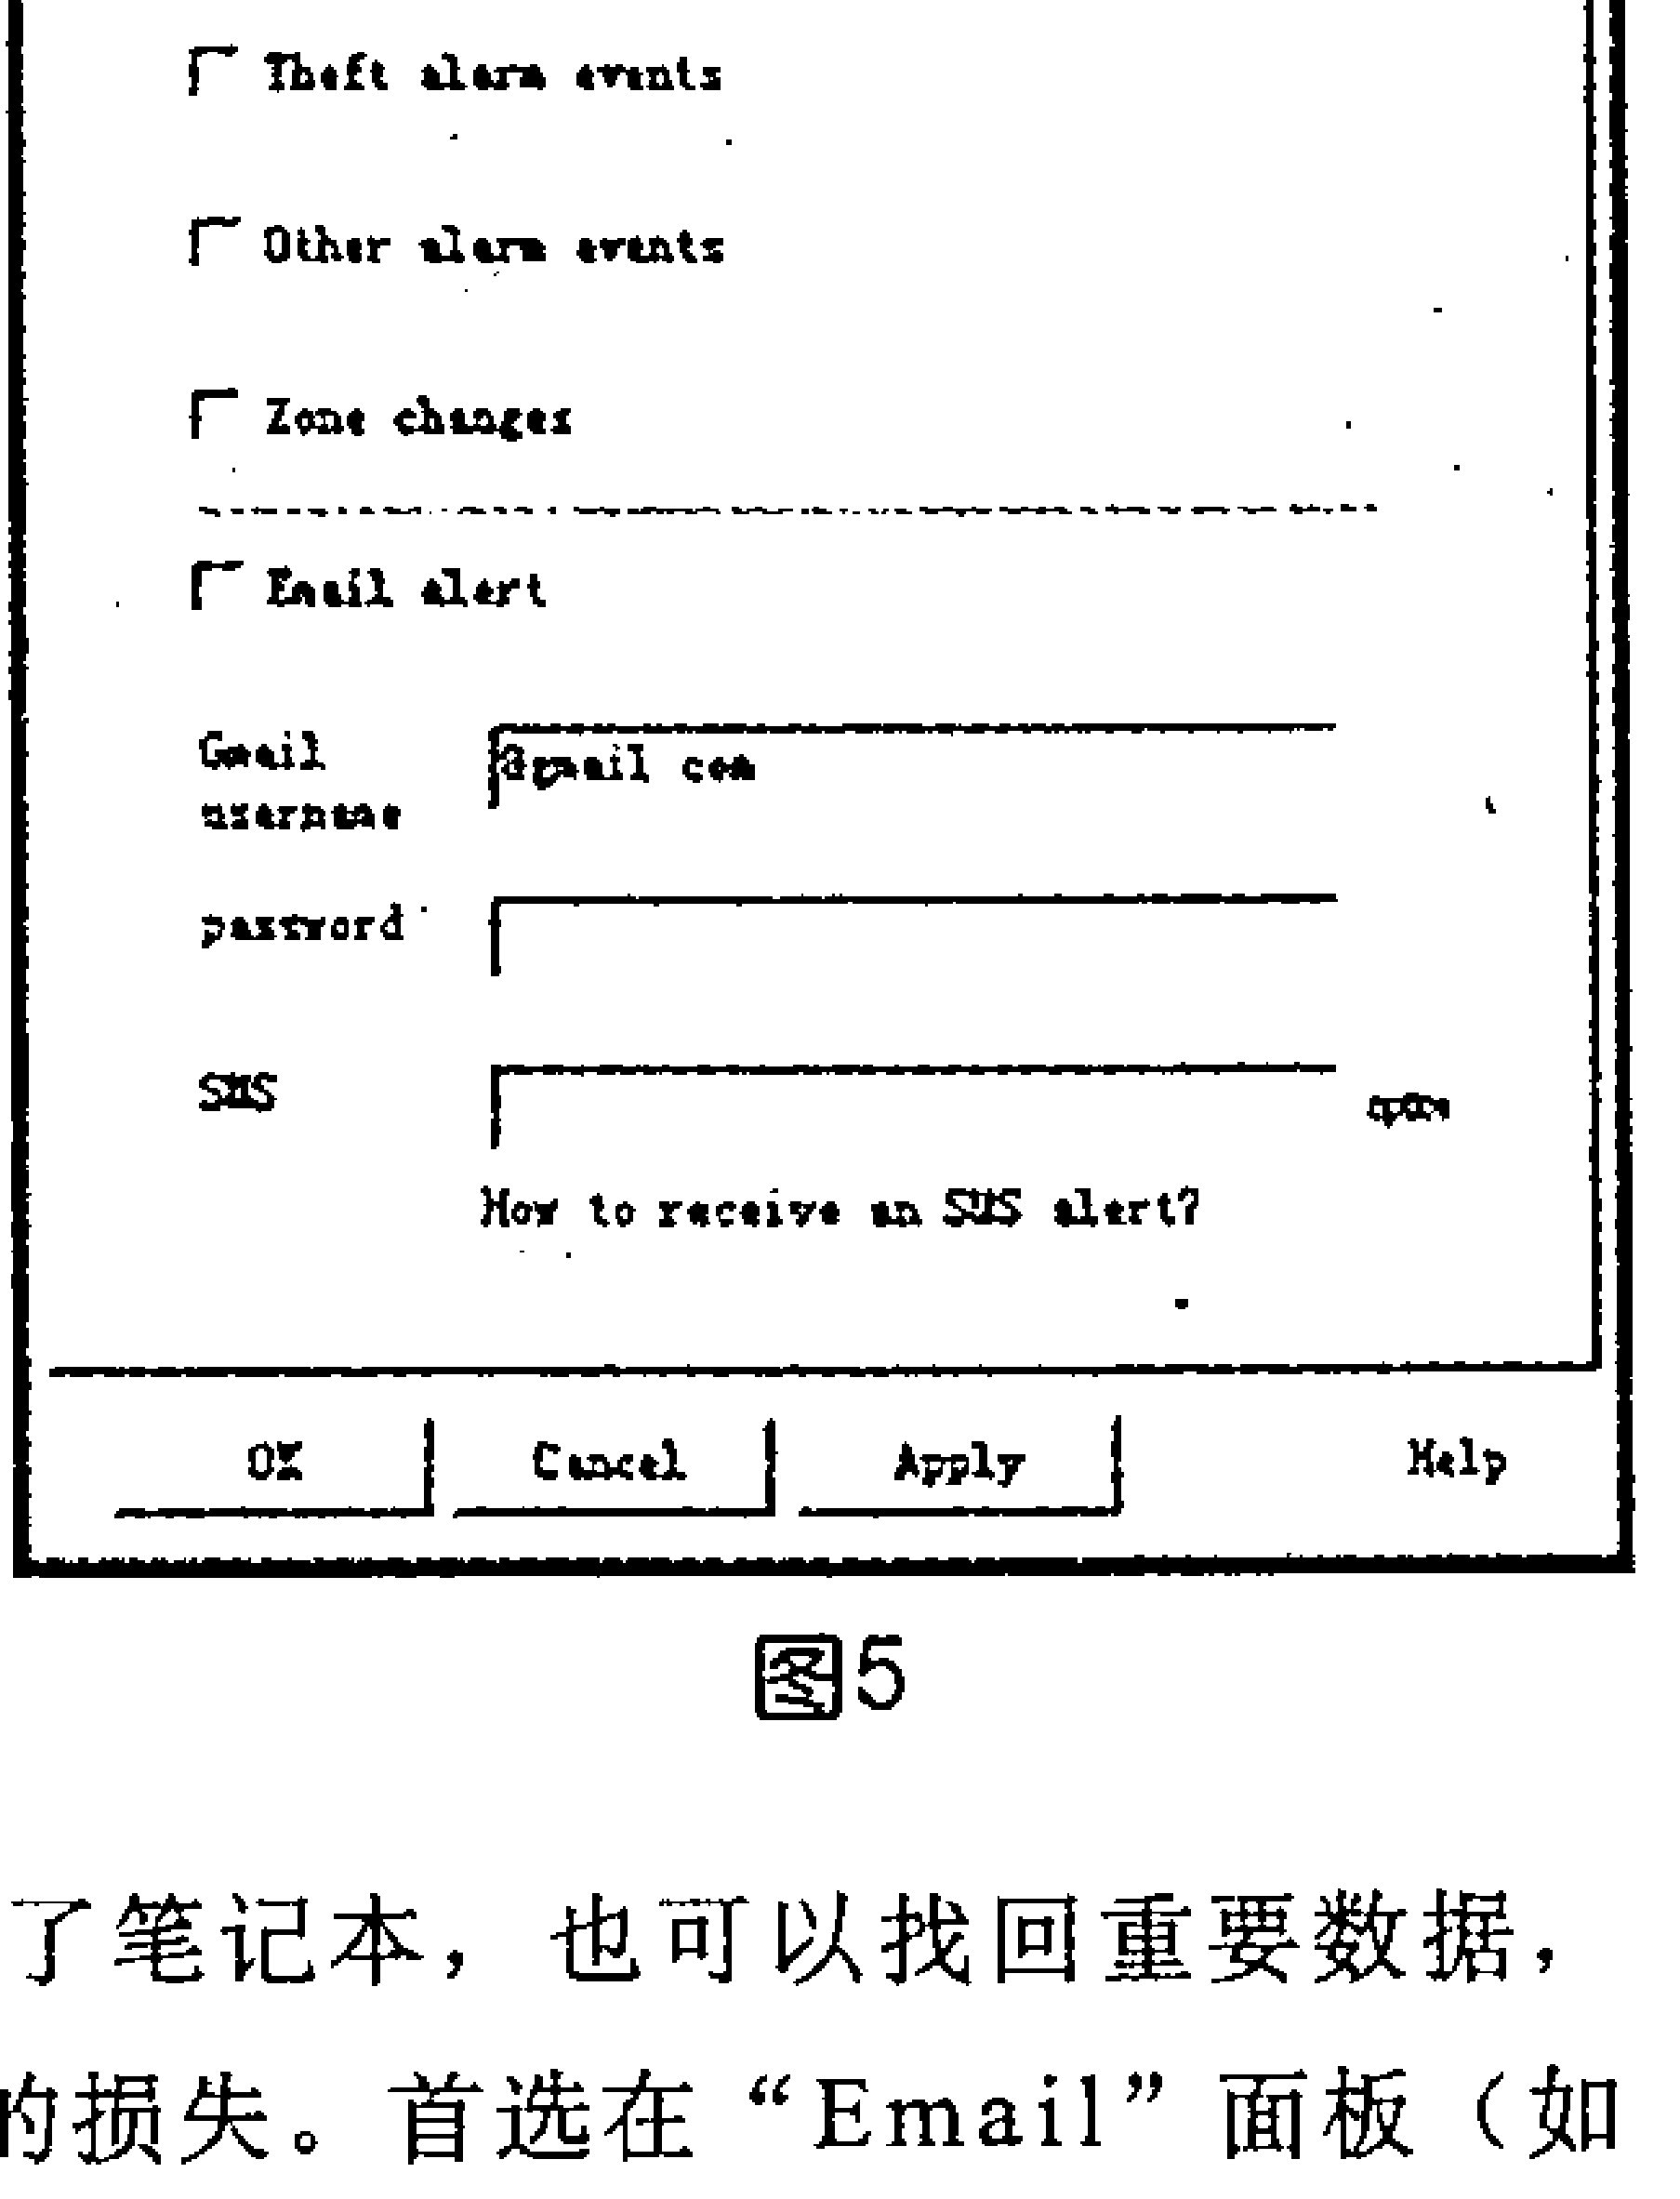 Theft alarm events
Other alarm events
Zone changes
Email alert
Gmail
username
@gmail com
password
SMS
How to receive an SMS alert?
OK
Cancel
Apply
Help
图5
了笔记本，也可以找回重要数据，
的损失。首选在“Email”面板（如